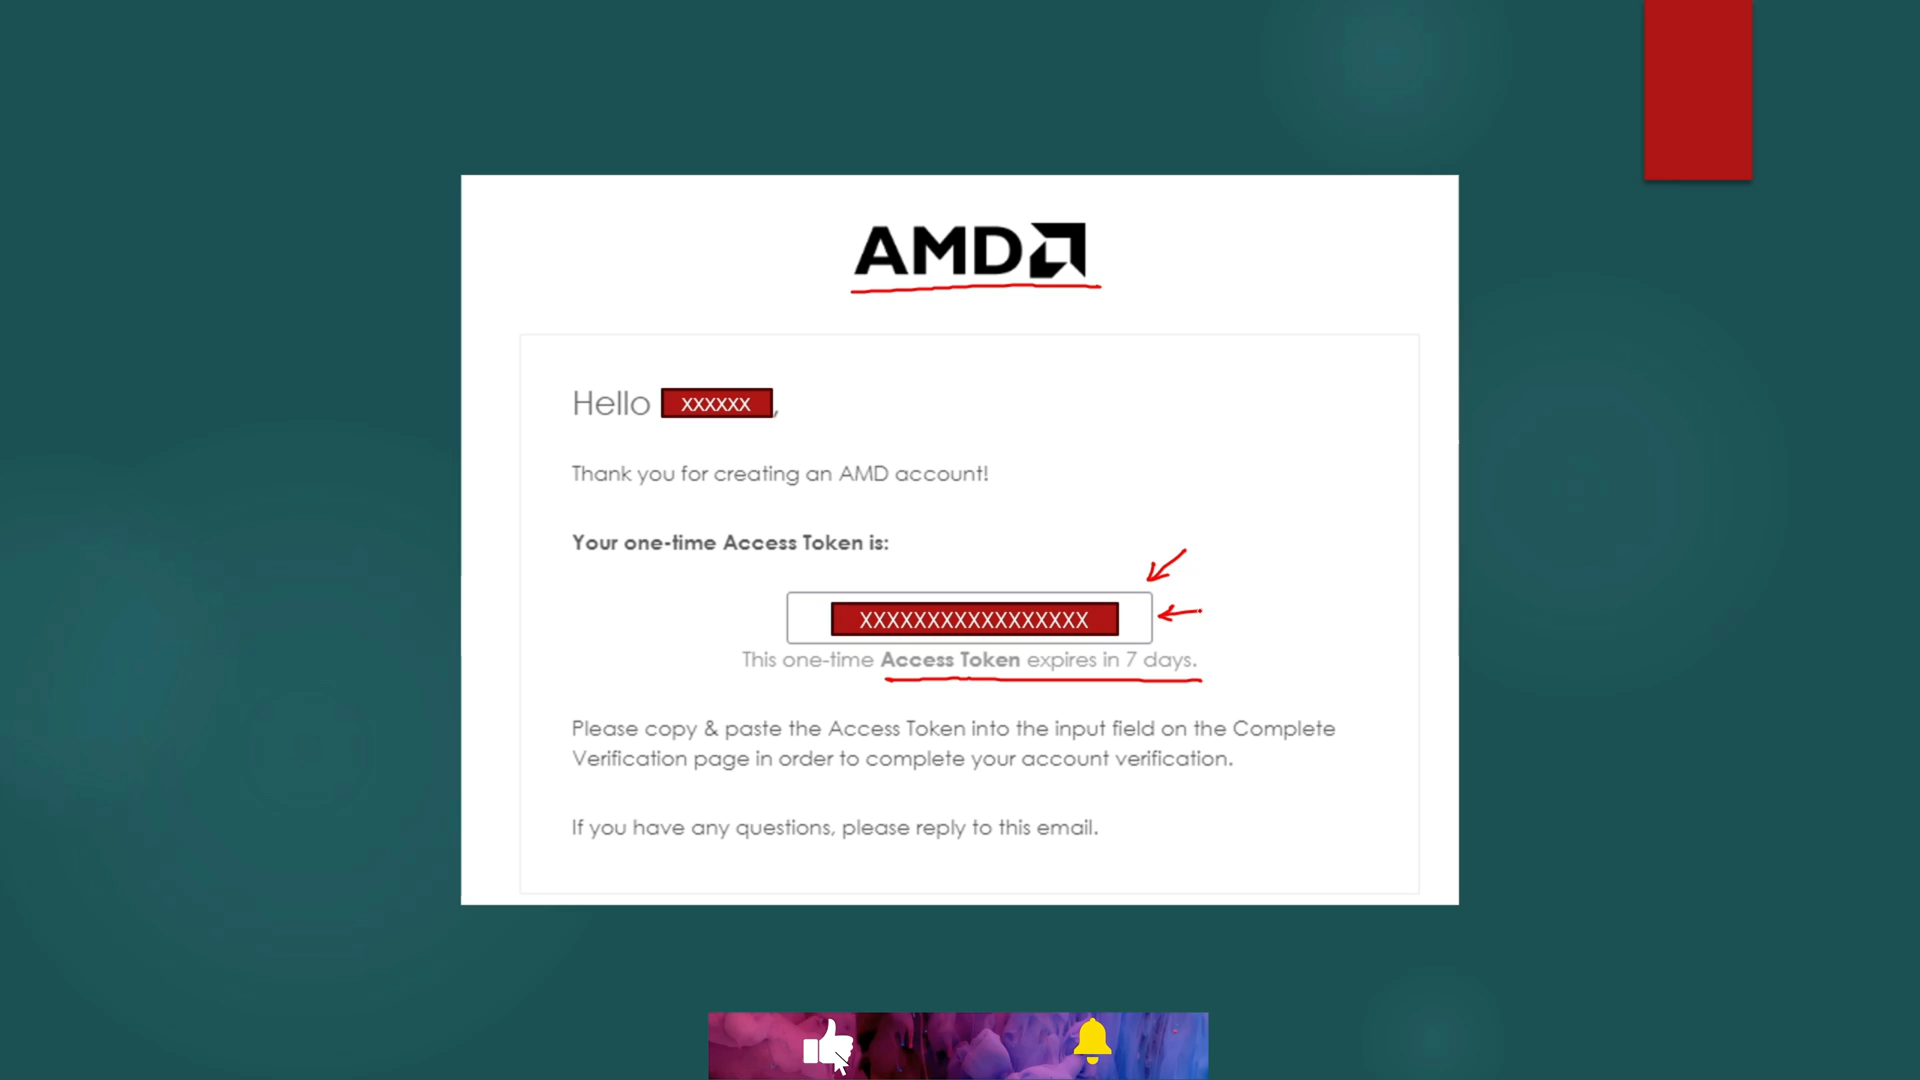 AMD
Hello XXXXXX,
Thank you for creating an AMD account!
Your one-time Access Token is:
XXXXXXXXXXXXXXXXX
This one-time Access Token expires in 7 days.
Please copy & paste the Access Token into the input field on the Complete
Verification page in order to complete your account verification.
If you have any questions, please reply to this email.